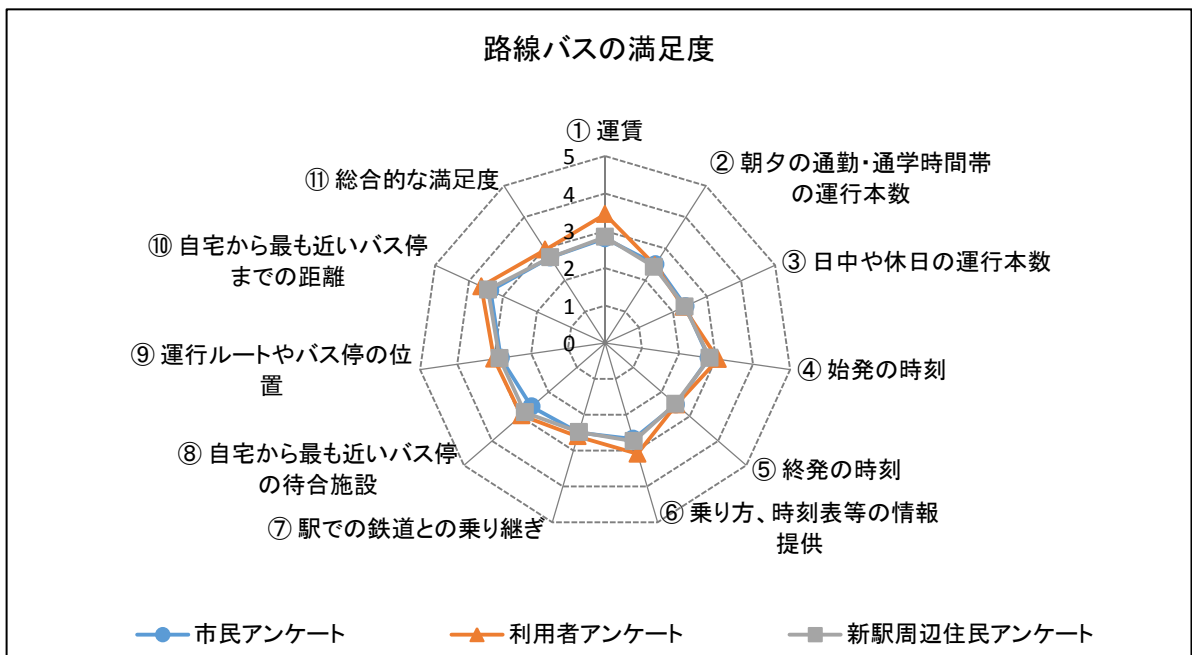 路線バスの満足度
① 運賃
② 朝夕の通勤・通学時間帯
の運行本数
③ 日中や休日の運行本数
④ 始発の時刻
⑤ 終発の時刻
⑥ 乗り方、時刻表等の情報
提供
⑦ 駅での鉄道との乗り継ぎ
⑧ 自宅から最も近いバス停
の待合施設
⑨ 運行ルートやバス停の位
置
⑩ 自宅から最も近いバス停
までの距離
⑪ 総合的な満足度
5
4
3
2
1
0
市民アンケート
利用者アンケート
新駅周辺住民アンケート